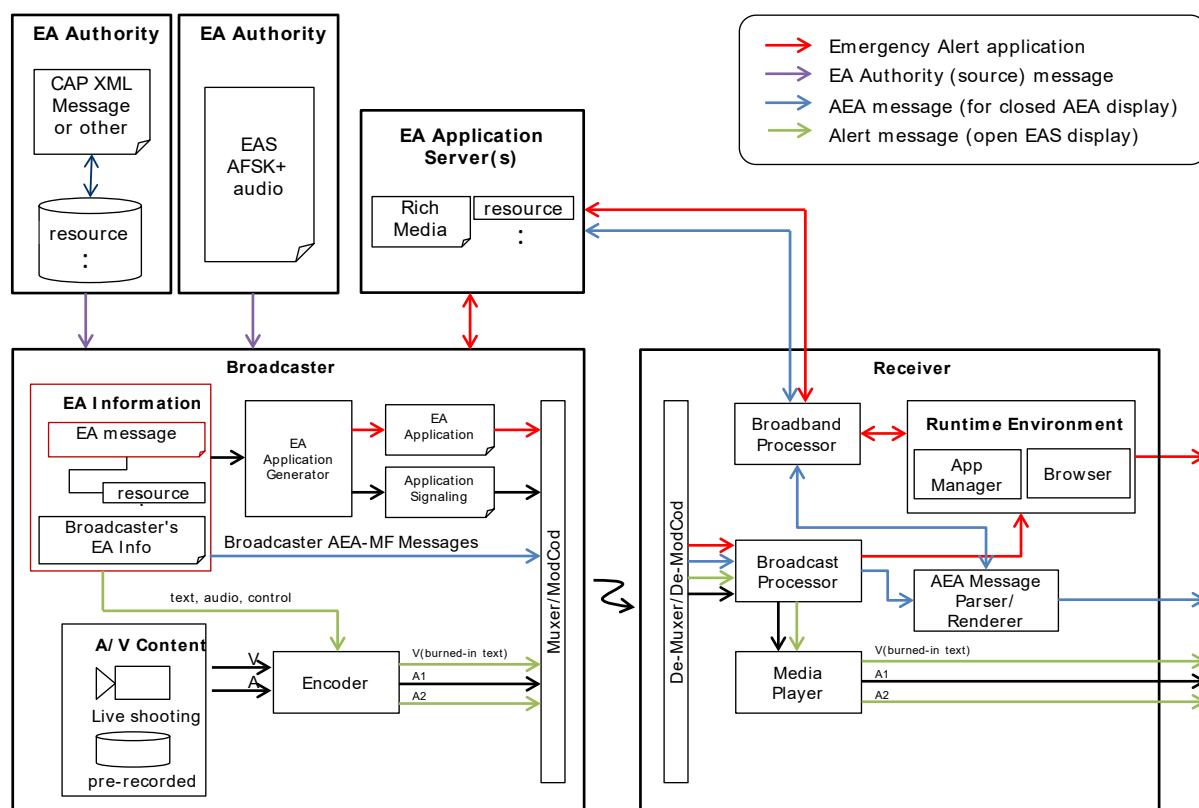 EA Authority
CAP XML
Message
or other
resource
:
EA Authority
EAS
AFSK+
audio
EA Application
Server(s)
Rich
Media
resource
:
Emergency Alert application
EA Authority (source) message
AEA message (for closed AEA display)
Alert message (open EAS display)
Broadcaster
EA Information
EA message
resource
Broadcaster's
EA Info
EA
Application
Generator
EA
Application
Application
Signaling
Broadcaster AEA-MF Messages
text, audio, control
A/V Content
Live shooting
pre-recorded
V
A
Encoder
V(burned-in text)
A1
A2
Muxer/ModCod
Receiver
De-Muxer/De-ModCod
Broadband
Processor
Runtime Environment
App
Manager
Browser
Broadcast
Processor
AEA Message
Parser/
Renderer
Media
Player
V(burned-in text)
A1
A2